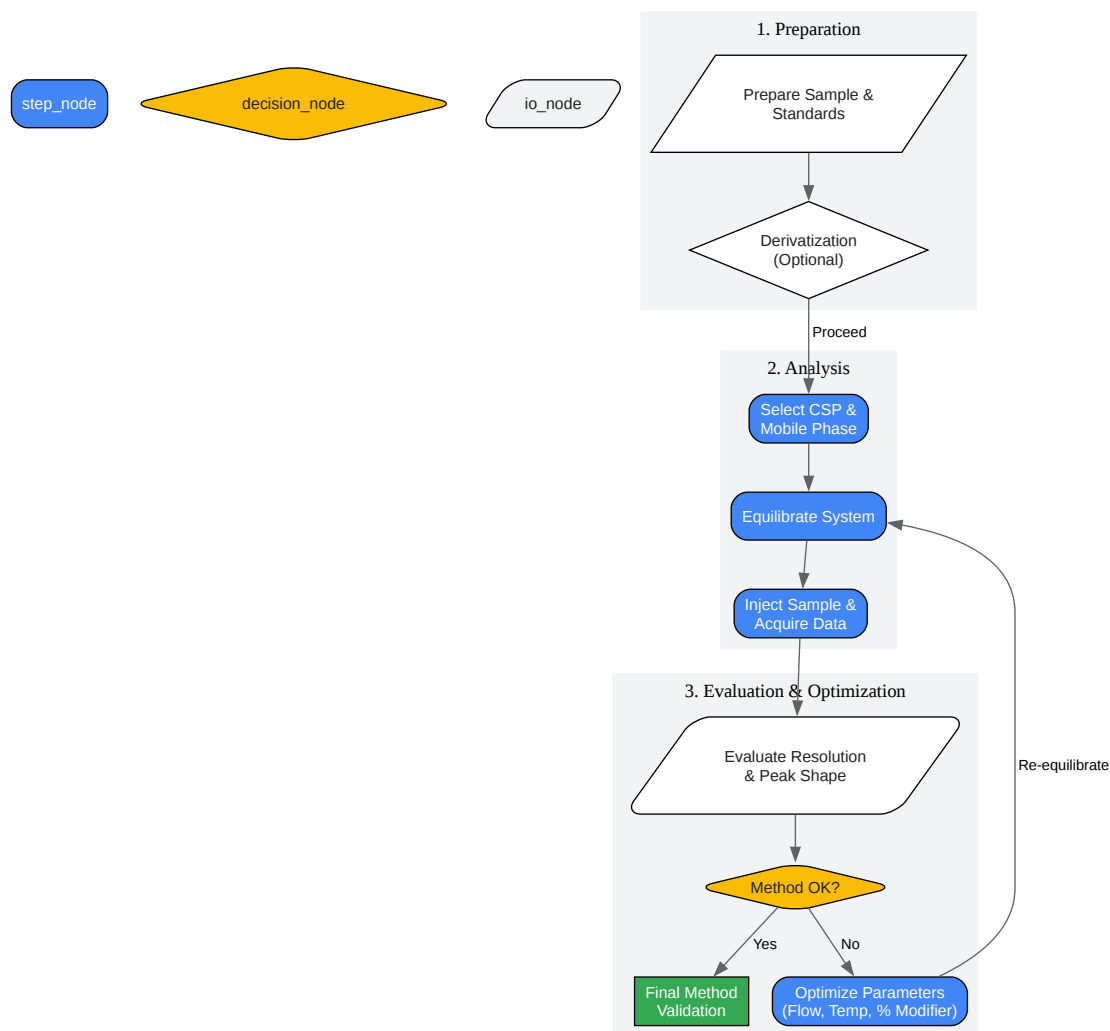 1. Preparation
step_node
decision_node
io_node
Prepare Sample &
Standards
Derivatization
(Optional)
Proceed
2. Analysis
Select CSP &
Mobile Phase
Equilibrate System
Inject Sample &
Acquire Data
3. Evaluation & Optimization
Evaluate Resolution
& Peak Shape
Re-equilibrate
Method OK?
Yes
No
Final Method
Validation
Optimize Parameters
(Flow, Temp, % Modifier)